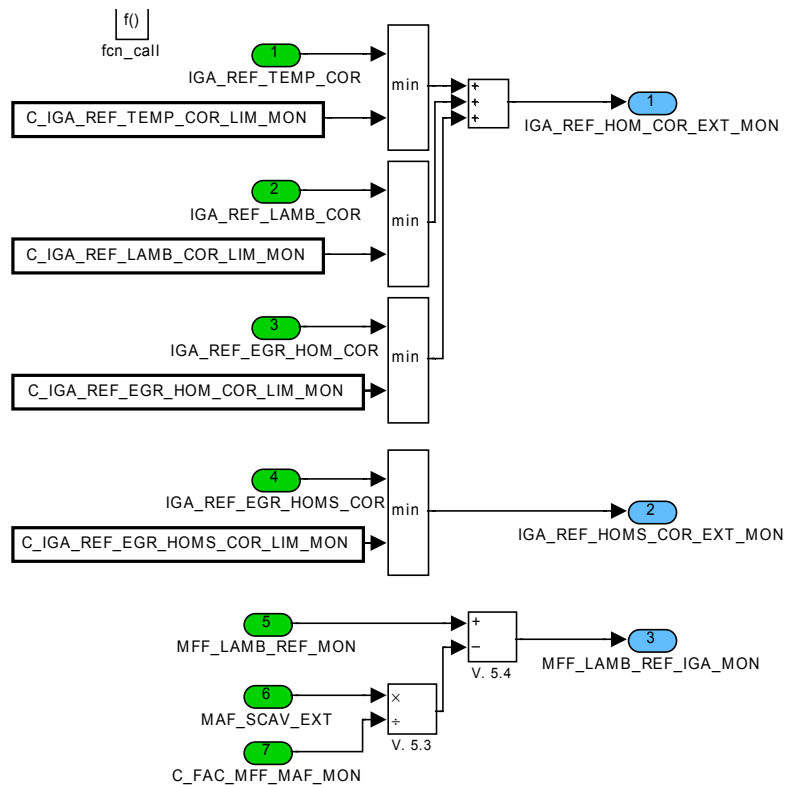 f()
fcn_call
1
IGA_REF_TEMP_COR
C_IGA_REF_TEMP_COR_LIM_MON
min
+
+
+
1
IGA_REF_HOM_COR_EXT_MON
2
IGA_REF_LAMB_COR
C_IGA_REF_LAMB_COR_LIM_MON
min
3
IGA_REF_EGR_HOM_COR
C_IGA_REF_EGR_HOM_COR_LIM_MON
min
4
IGA_REF_EGR_HOMS_COR
C_IGA_REF_EGR_HOMS_COR_LIM_MON
min
2
IGA_REF_HOMS_COR_EXT_MON
5
MFF_LAMB_REF_MON
+
−
V. 5.4
3
MFF_LAMB_REF_IGA_MON
6
MAF_SCAV_EXT
×
÷
V. 5.3
7
C_FAC_MFF_MAF_MON